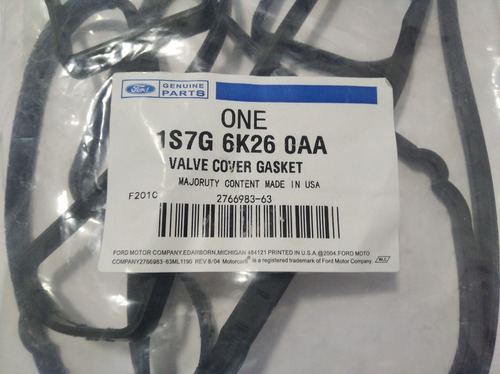 Ford
GENUINE
PARTS
ONE
1S7G 6K26 0AA
VALVE COVER GASKET
MAJORUTY CONTENT MADE IN USA
F201C
2766983-63
FORD MOTOR COMPANY,EDARBORN,MICHIGAN 484121 PRINTED IN U.S.A.@2004.FORD MOTO
COMPANY2766983-63ML1190 REV 8/04 Motorcraft® is a registered trademark of Ford Motor Company.